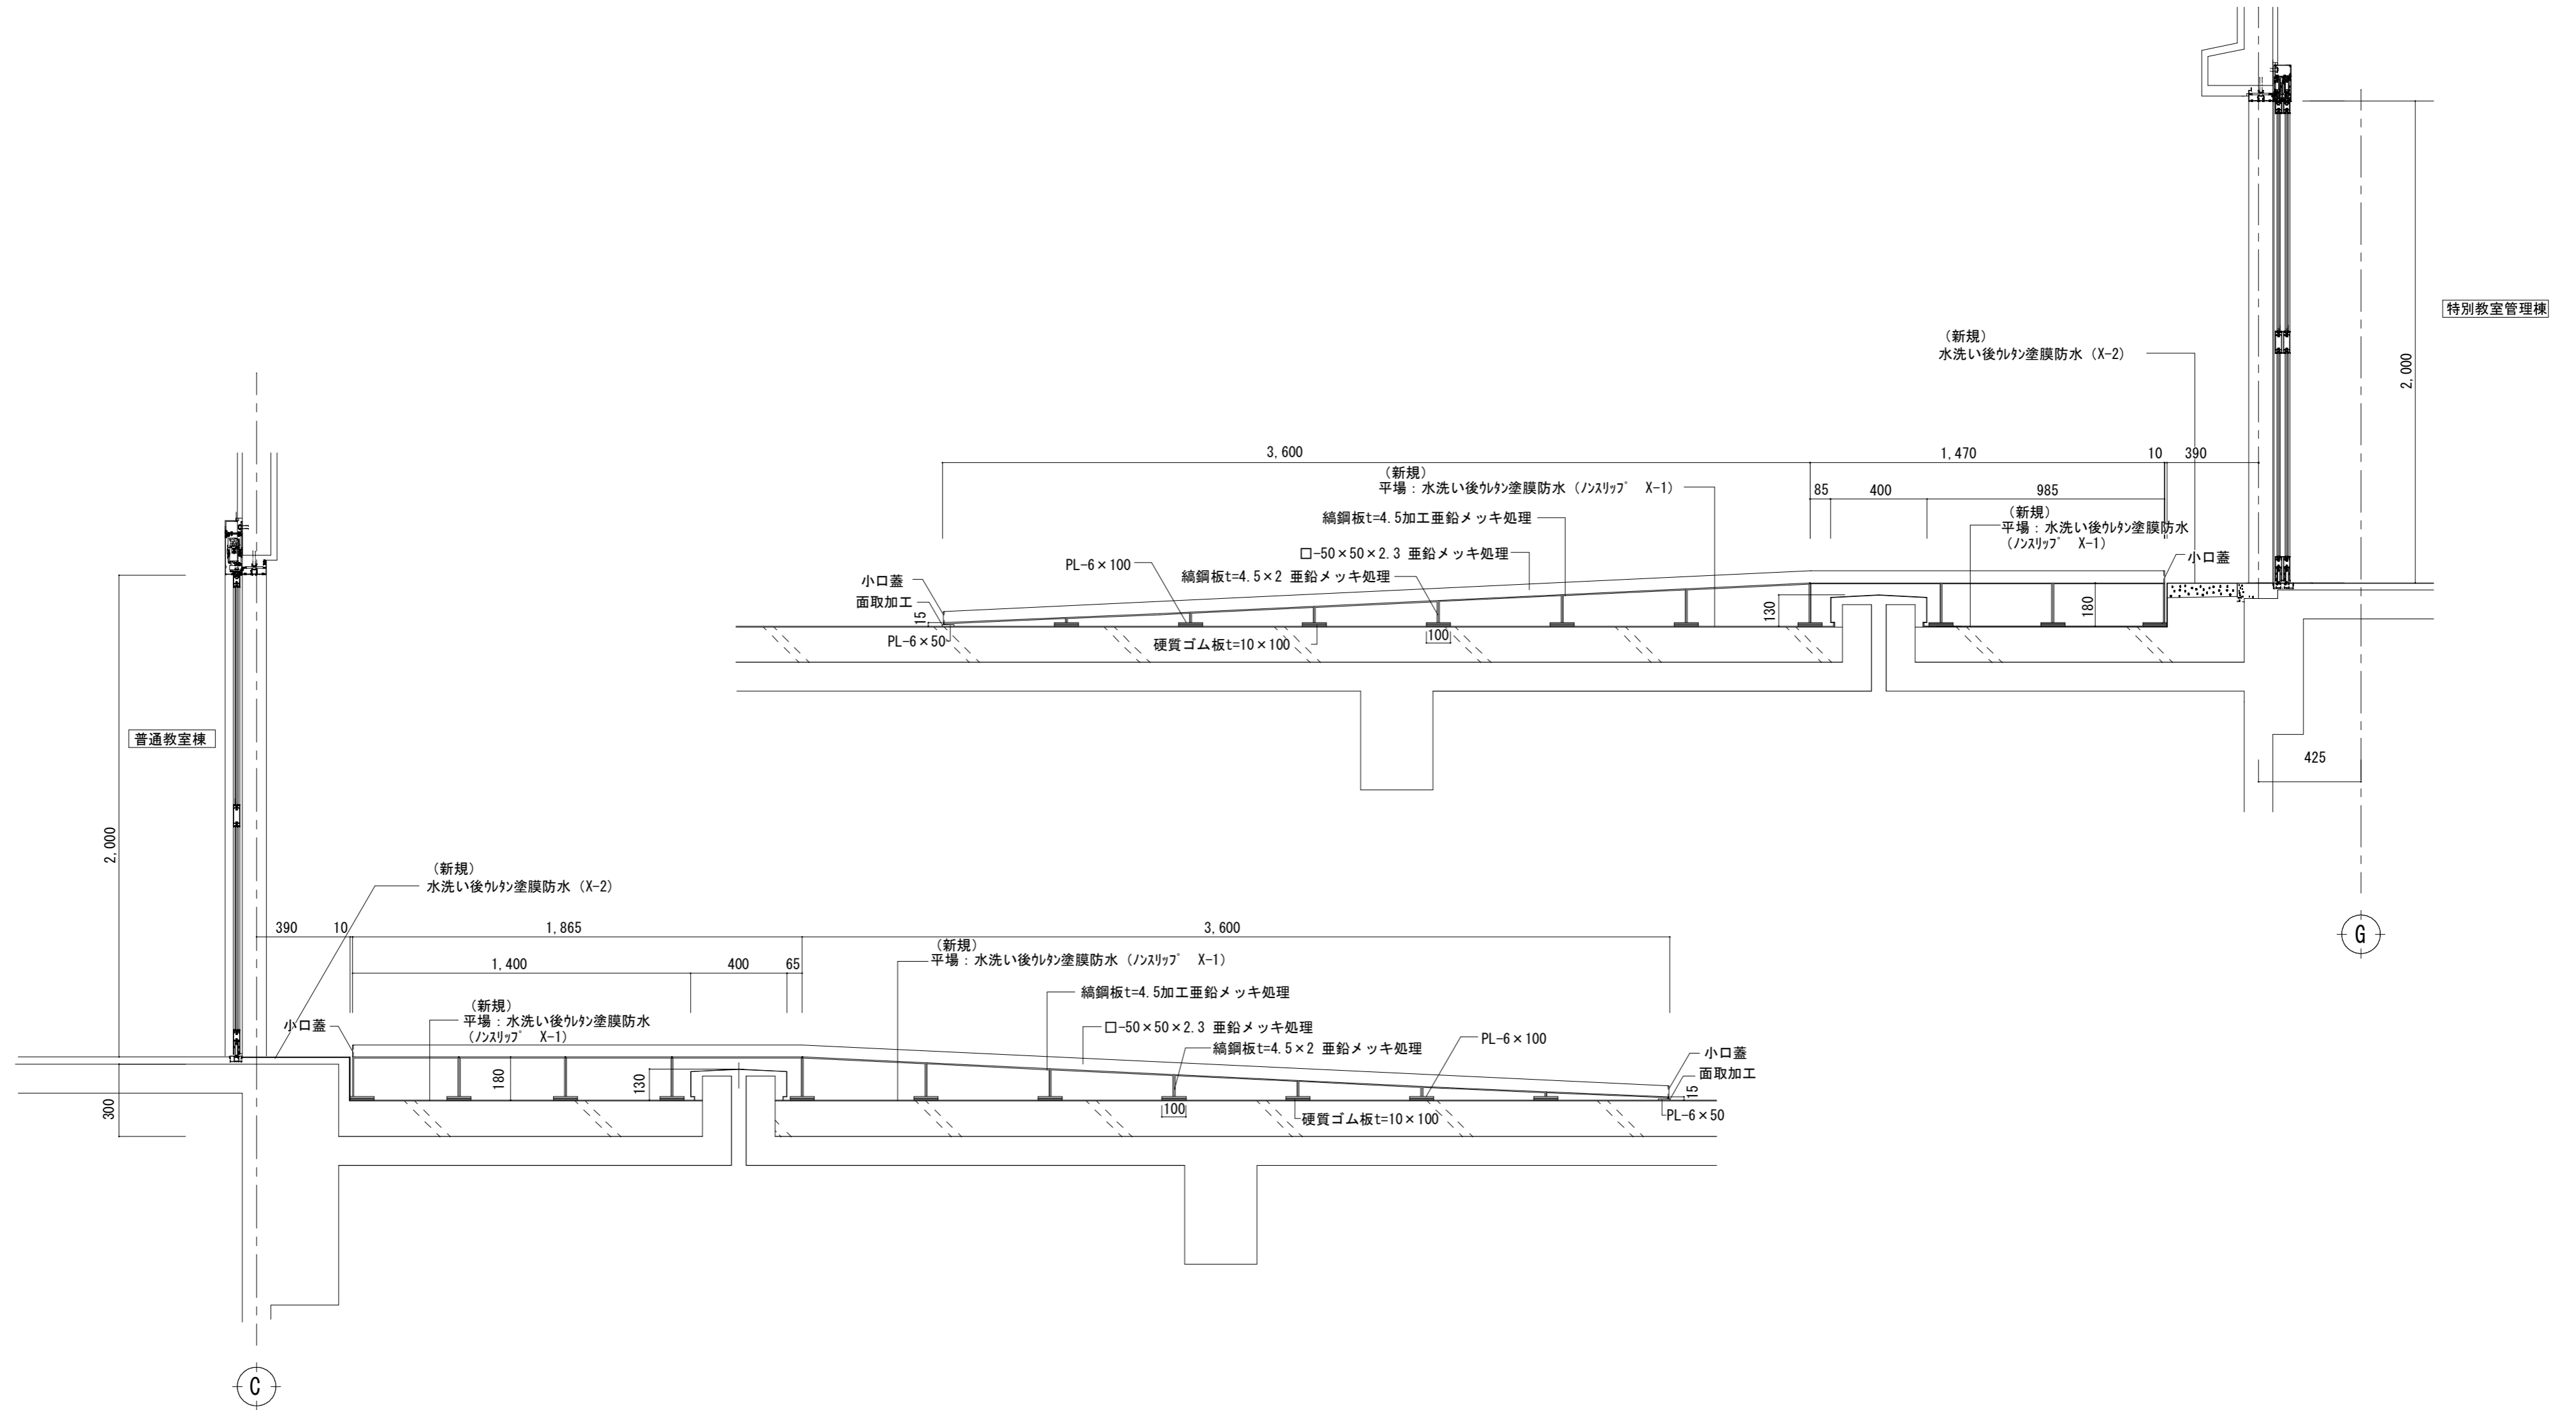 特別教室管理棟
(新規)
水洗い後ウレタン塗膜防水 (X-2)
2,000
3,600
1,470
10
390
(新規)
平場:水洗い後ウレタン塗膜防水 (ノンスリップ X-1)
85
400
985
縞鋼板t=4.5加工亜鉛メッキ処理
(新規)
平場:水洗い後ウレタン塗膜防水
(ノンスリップ X-1)
□-50×50×2.3 亜鉛メッキ処理
小口蓋
PL-6×100
縞鋼板t=4.5×2 亜鉛メッキ処理
小口蓋
面取加工
15
130
180
PL-6×50
硬質ゴム板t=10×100
100
425
普通教室棟
2,000
(新規)
水洗い後ウレタン塗膜防水 (X-2)
390
10
1,865
3,600
G
(新規)
平場:水洗い後ウレタン塗膜防水 (ノンスリップ X-1)
1,400
400
65
縞鋼板t=4.5加工亜鉛メッキ処理
(新規)
平場:水洗い後ウレタン塗膜防水
(ノンスリップ X-1)
小口蓋
□-50×50×2.3 亜鉛メッキ処理
PL-6×100
縞鋼板t=4.5×2 亜鉛メッキ処理
小口蓋
面取加工
180
130
15
300
100
硬質ゴム板t=10×100
PL-6×50
C